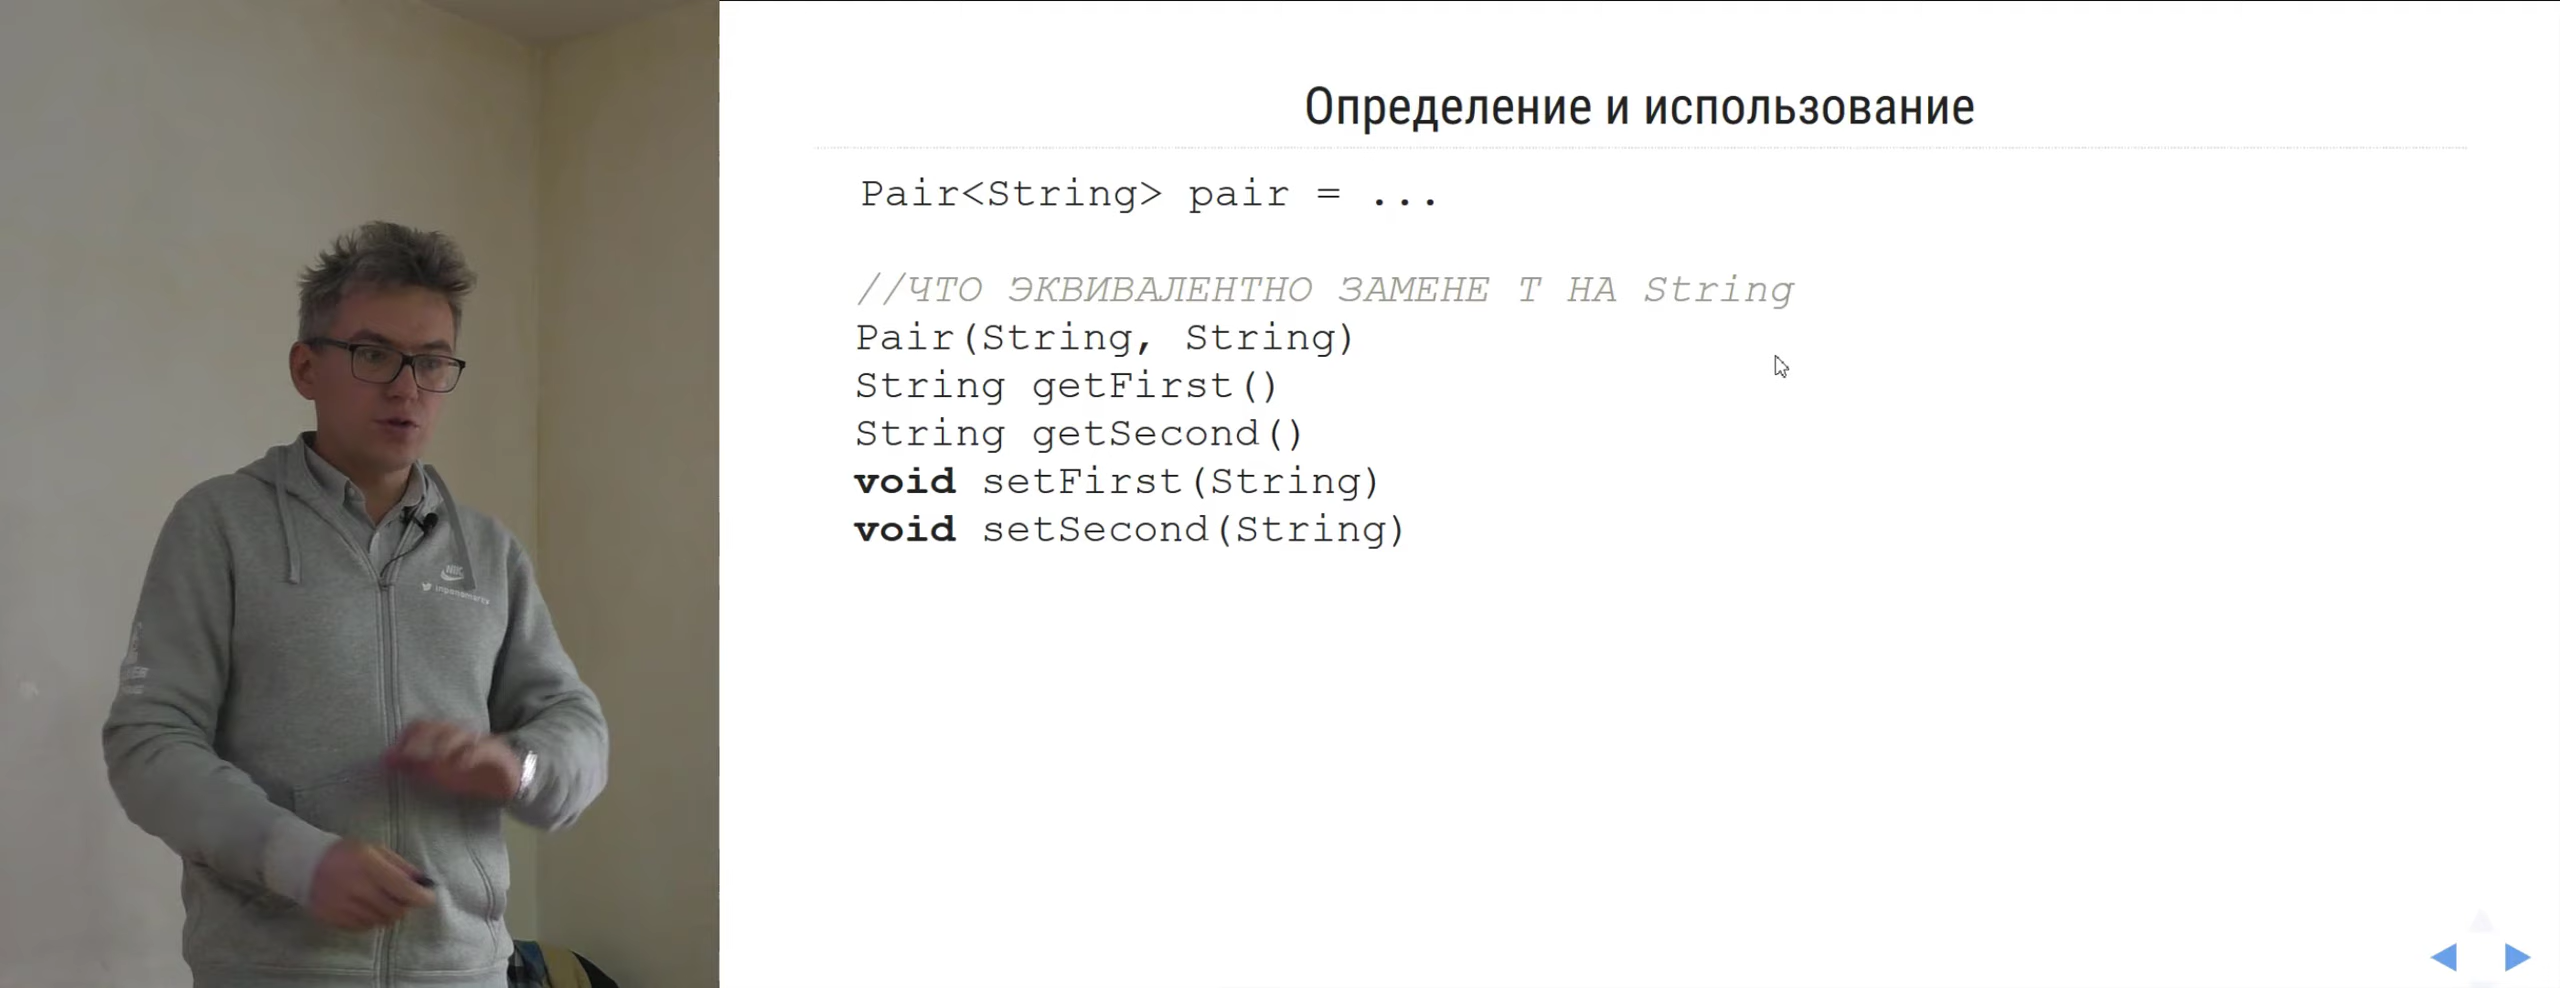 Определение и использование
Pair<String> pair = ...
//ЧТО ЭКВИВАЛЕНТНО ЗАМЕНЕ T НА String
Pair(String, String)
String getFirst()
String getSecond()
void setFirst(String)
void setSecond(String)